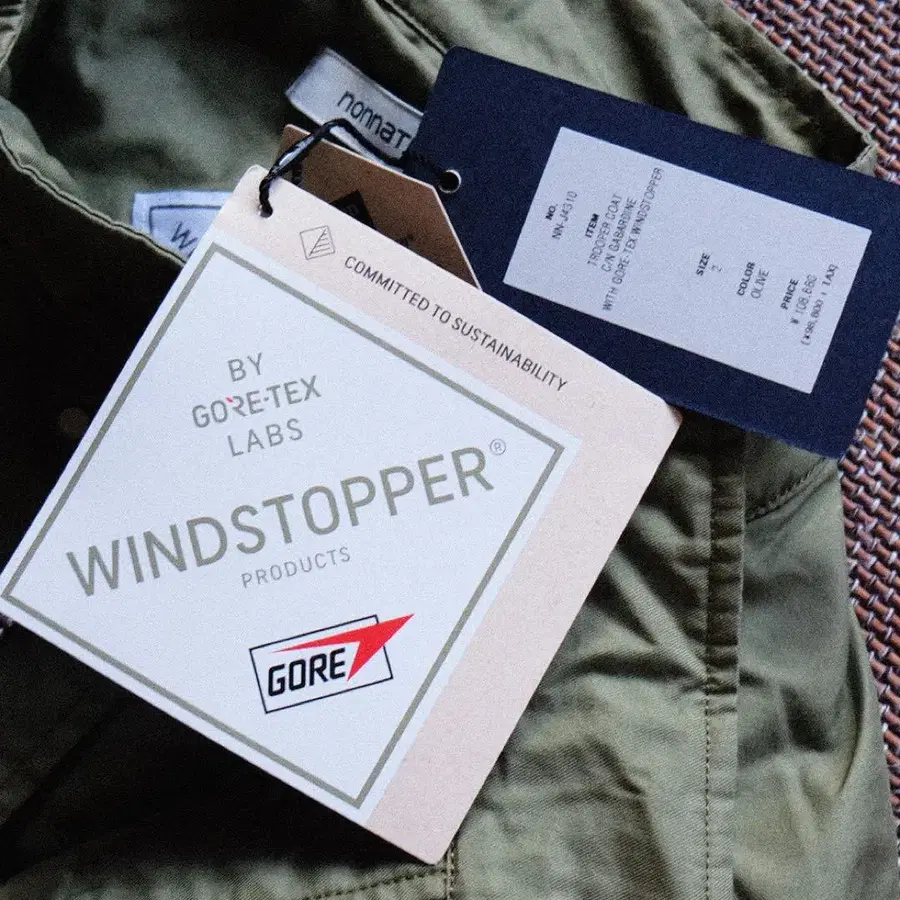 nonnat
W
COMMITTED TO SUSTAINABILITY
BY
GORE-TEX
LABS
WINDSTOPPER®
PRODUCTS
GORE
NO.
NN-J4310
ITEM
TROOPER COAT
C/N GABARDINE
WITH GORE-TEX WINDSTOPPER
SIZE
2
COLOR
OLIVE
PRICE